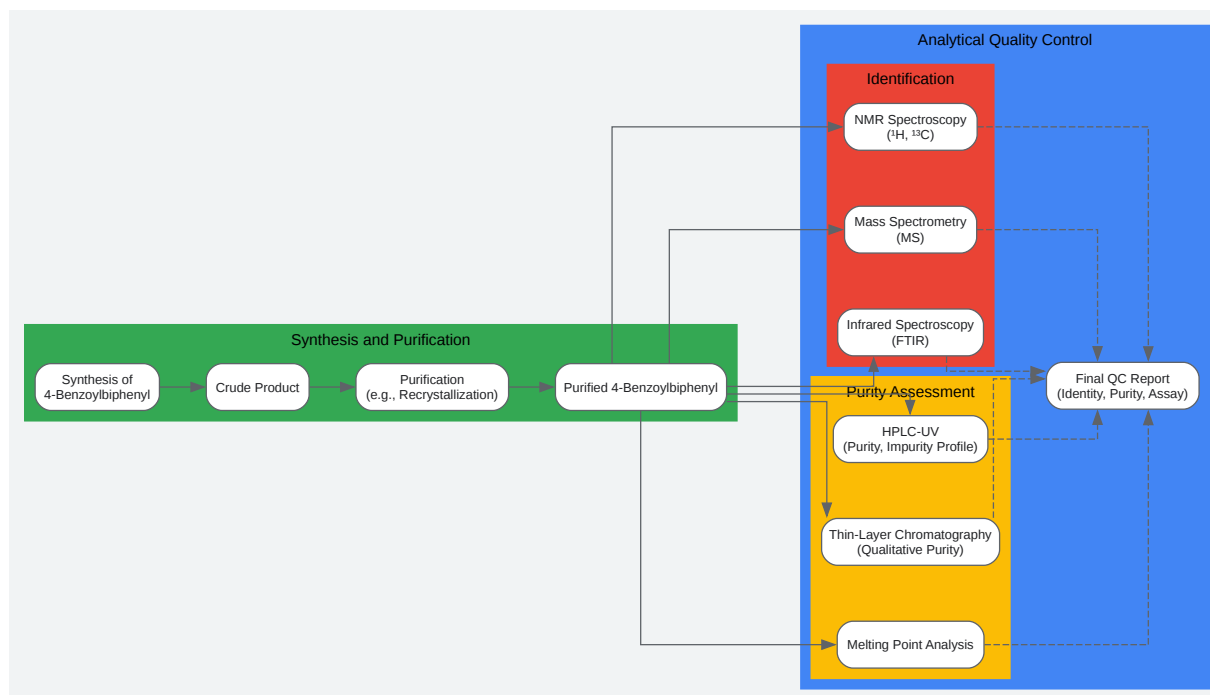 Analytical Quality Control
Identification
NMR Spectroscopy
(¹H, ¹³C)
Mass Spectrometry
(MS)
Infrared Spectroscopy
(FTIR)
Synthesis and Purification
Synthesis of
4-Benzoylbiphenyl
Crude Product
Purification
(e.g., Recrystallization)
Purified 4-Benzoylbiphenyl
Final QC Report
(Identity, Purity, Assay)
Purity Assessment
HPLC-UV
(Purity, Impurity Profile)
Thin-Layer Chromatography
(Qualitative Purity)
Melting Point Analysis